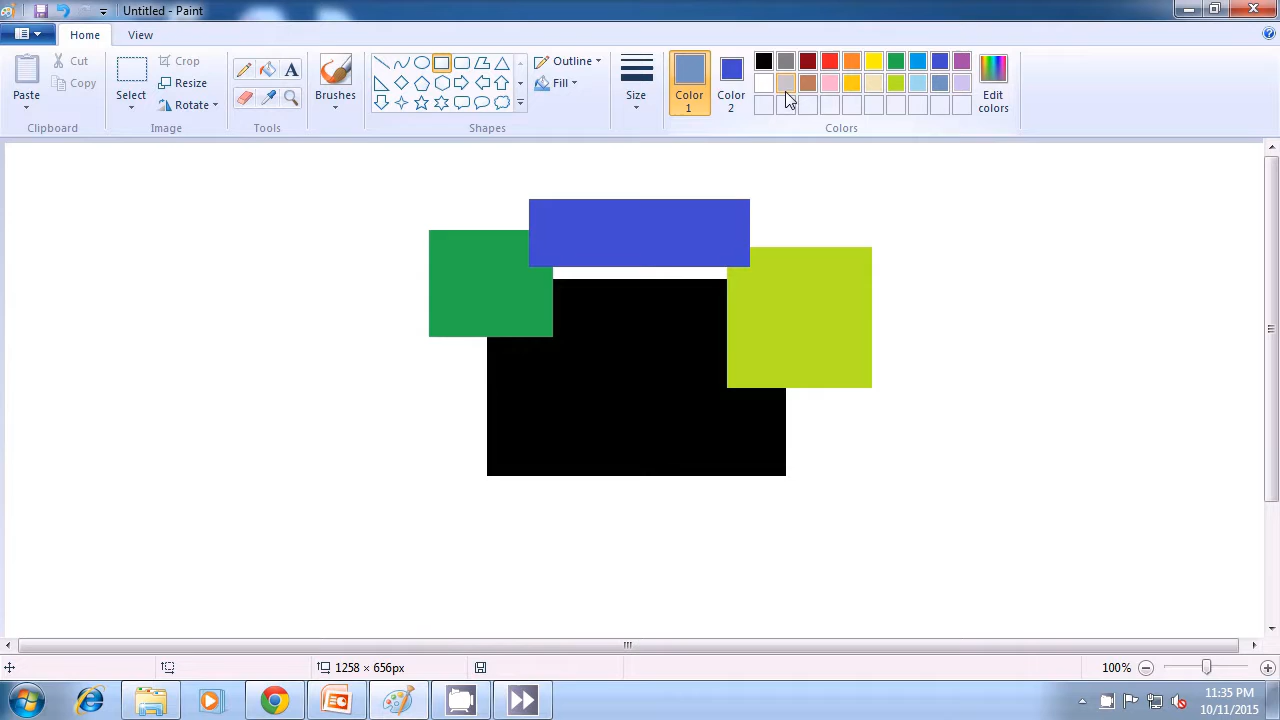 Untitled - Paint
Home
View
Paste
Cut
Copy
Clipboard
Select
Crop
Resize
Rotate
Image
A
Tools
Brushes
Shapes
Outline
Fill
Size
Color
1
Color
2
Colors
Edit
colors
1258 × 656px
100%
11:35 PM
10/11/2015